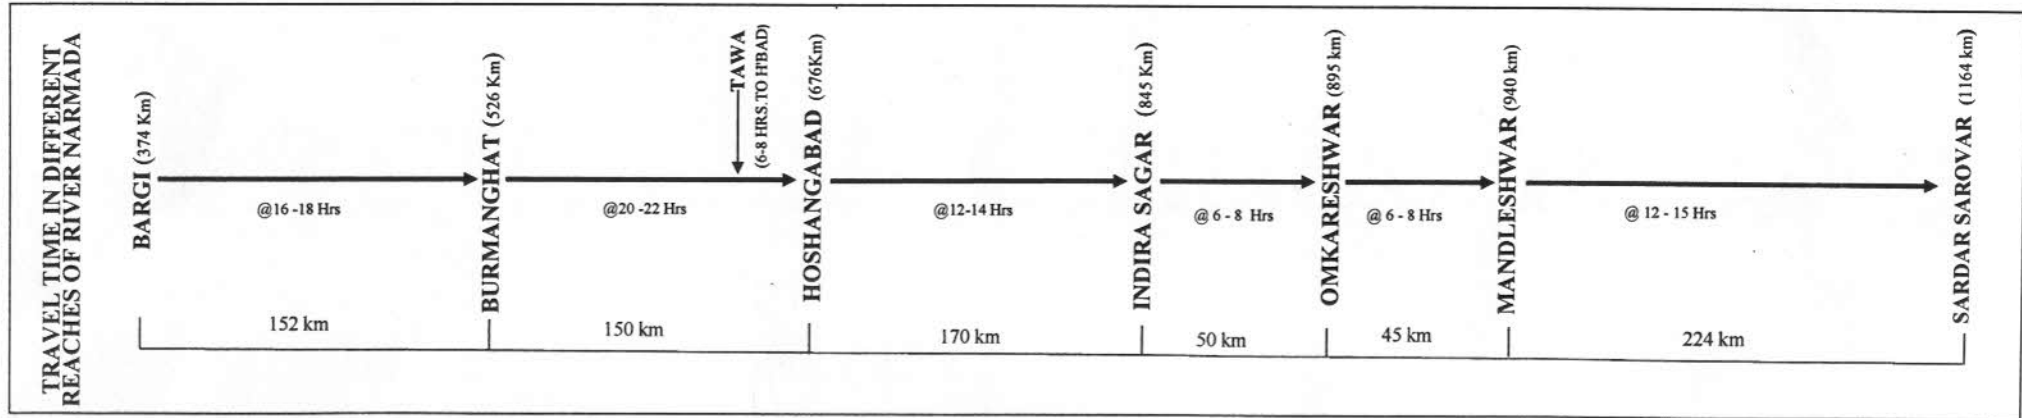 TRAVEL TIME IN DIFFERENT
REACHES OF RIVER NARMADA
BARGI (374 Km)
@16 -18 Hrs
BURMANGHAT (526 Km)
@20 -22 Hrs
TAWA
(6-8 HRS.TO H'BAD)
HOSHANGABAD (676Km)
@12-14 Hrs
INDIRA SAGAR (845 Km)
@ 6 - 8 Hrs
OMKARESHWAR (895 km)
@ 6 - 8 Hrs
MANDLESHWAR (940 km)
@ 12 - 15 Hrs
SARDAR SAROVAR (1164 km)
152 km
150 km
170 km
50 km
45 km
224 km